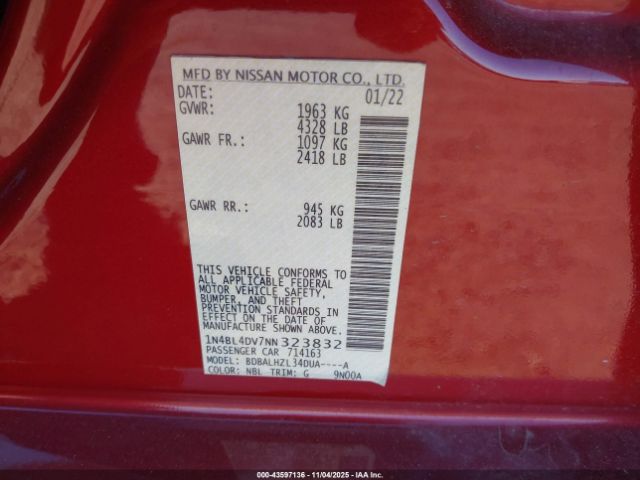 MFD BY NISSAN MOTOR CO., LTD.
DATE: 01/22
GVWR: 1963 KG
4328 LB
GAWR FR.: 1097 KG
2418 LB
GAWR RR.: 945 KG
2083 LB
THIS VEHICLE CONFORMS TO
ALL APPLICABLE FEDERAL
MOTOR VEHICLE SAFETY,
BUMPER, AND THEFT
PREVENTION STANDARDS IN
EFFECT ON THE DATE OF
MANUFACTURE SHOWN ABOVE.
1N4BL4DV7NN323832
PASSENGER CAR 714163
MODEL: BDBALHZL34DUA----A
COLOR: NBL TRIM: G 9N00A
000-43597136 - 11/04/2025 - IAA Inc.